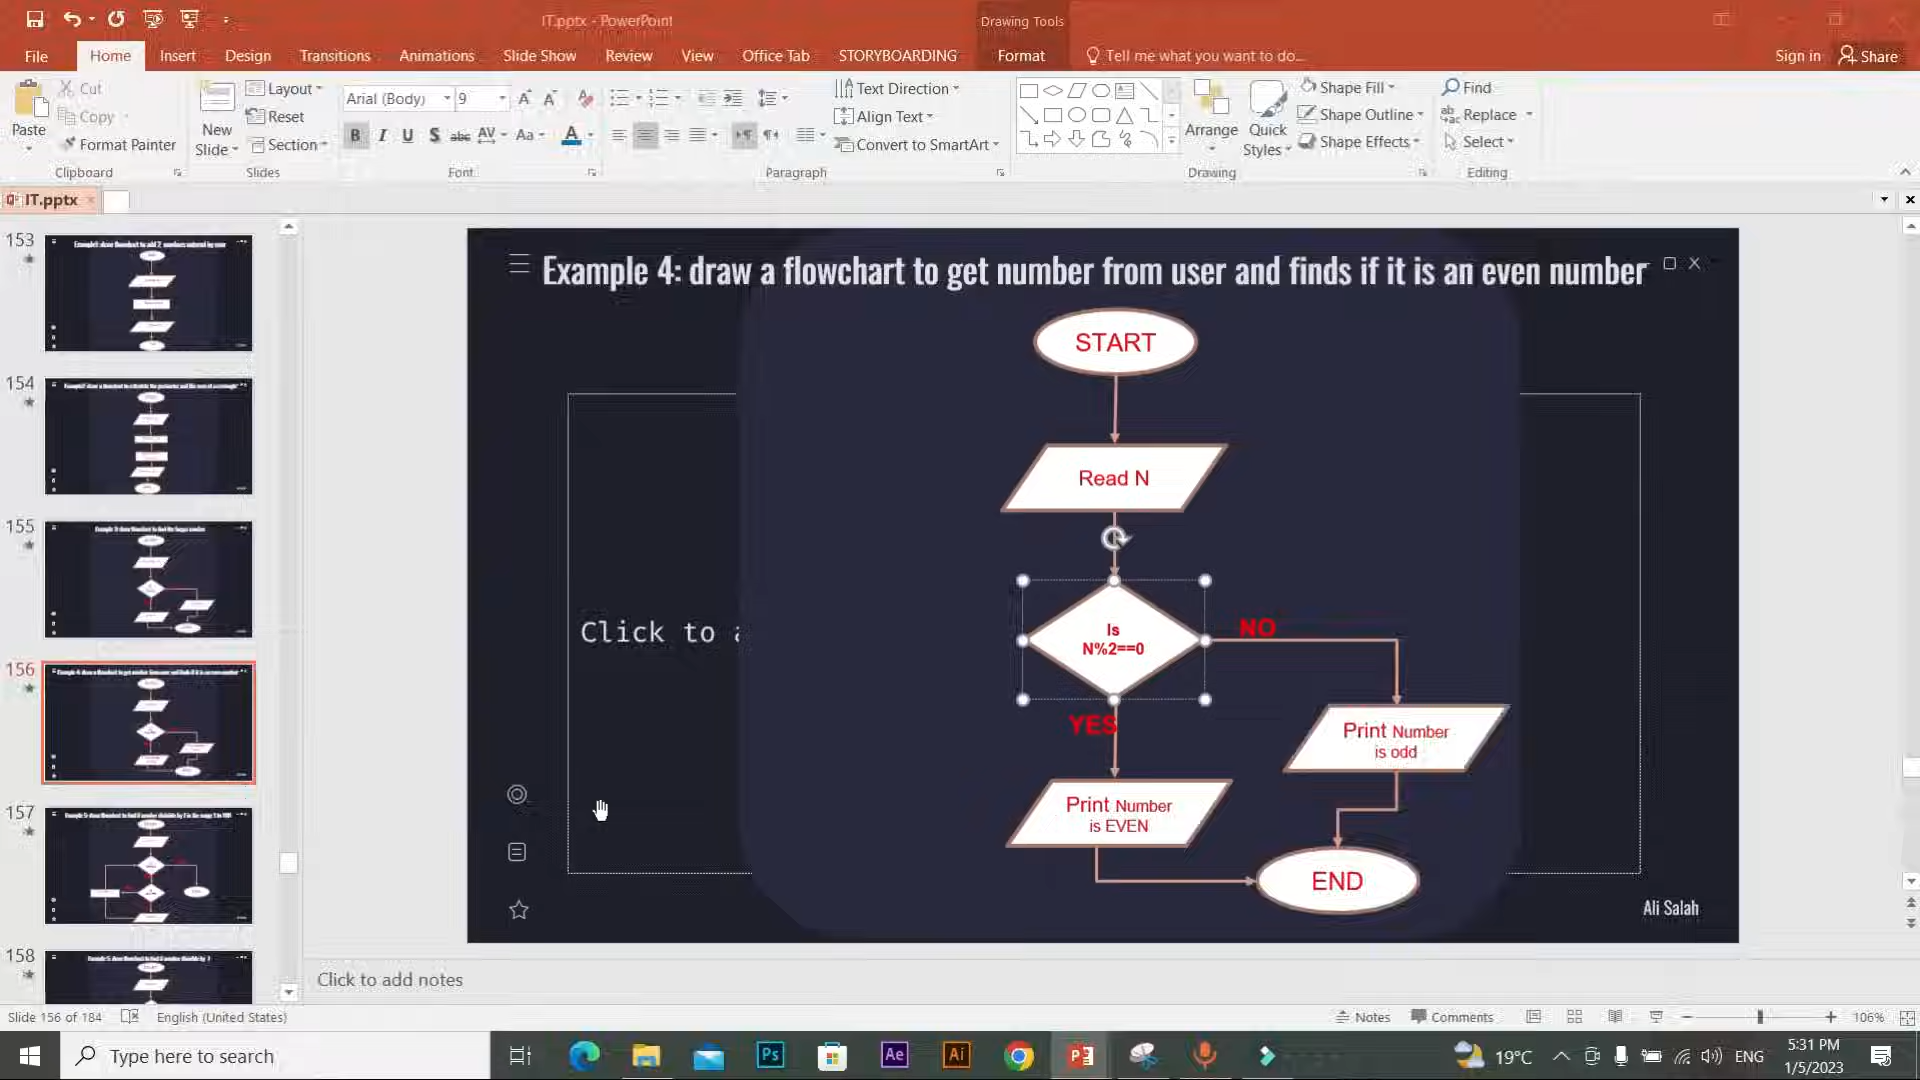 IT.pptx - PowerPoint
Drawing Tools
File
Home
Insert
Design
Transitions
Animations
Slide Show
Review
View
Office Tab
STORYBOARDING
Format
Tell me what you want to do...
Sign in
Share
Paste
Cut
Copy
Format Painter
Clipboard
New
Slide
Layout
Reset
Section
Slides
Arial (Body)
9
Font
Text Direction
Align Text
Convert to SmartArt
Paragraph
Arrange
Quick
Styles
Shape Fill
Shape Outline
Shape Effects
Drawing
Find
Replace
Select
Editing
IT.pptx
153
154
155
156
157
158
Example 4: draw a flowchart to get number from user and finds if it is an even number
START
Read N
Is
N%2==0
NO
YES
Print Number
is odd
Print Number
is EVEN
END
Click to
Ali Salah
Click to add notes
Slide 156 of 184
English (United States)
Notes
Comments
106%
Type here to search
Ps
Ae
Ai
19°C
ENG
5:31 PM
1/5/2023